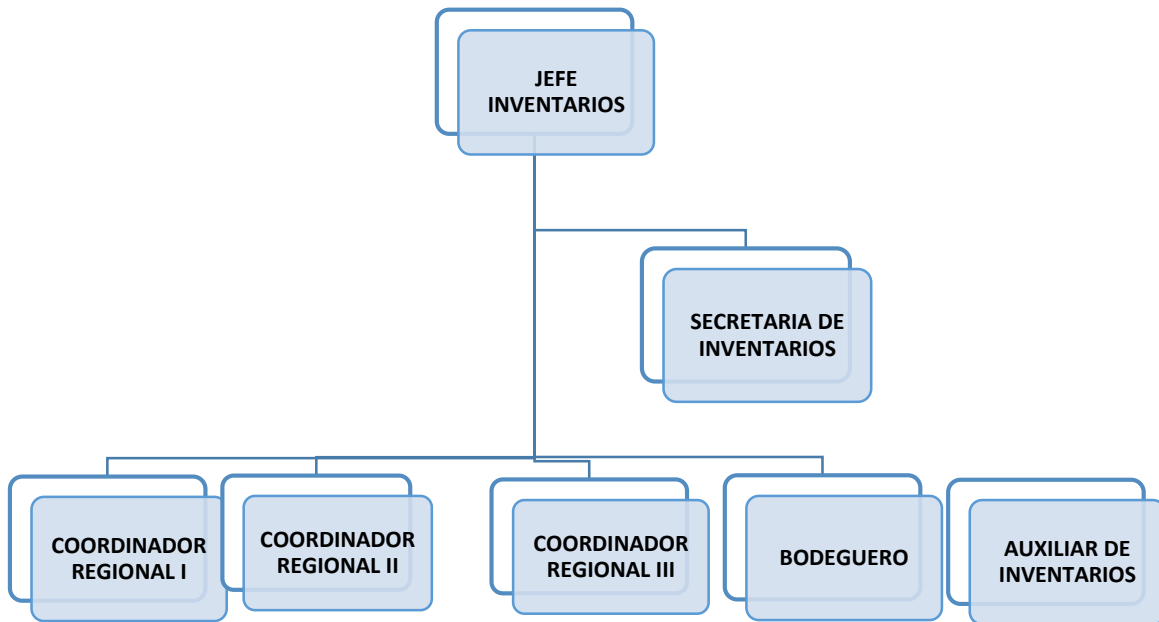 JEFE
INVENTARIOS
SECRETARIA DE
INVENTARIOS
COORDINADOR
REGIONAL I
COORDINADOR
REGIONAL II
COORDINADOR
REGIONAL III
BODEGUERO
AUXILIAR DE
INVENTARIOS